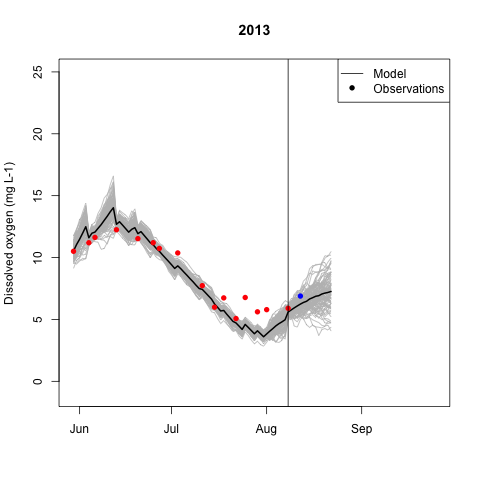 2013
Model
Observations
Dissolved oxygen (mg L-1)
25
20
15
10
5
0
Jun
Jul
Aug
Sep